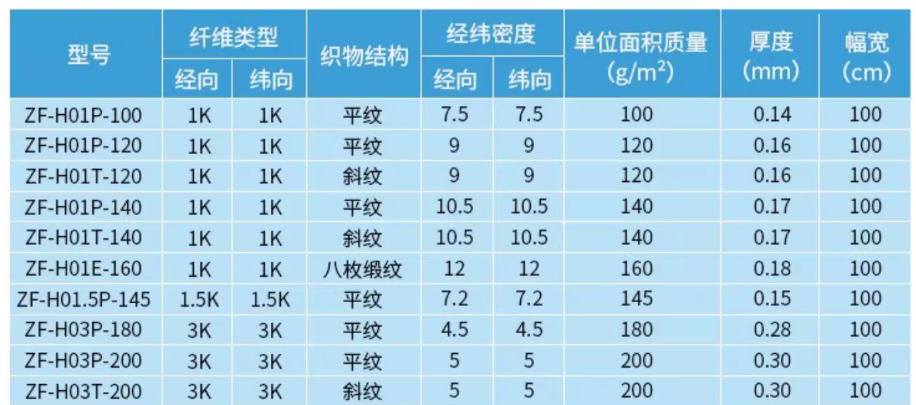 型号 纤维类型 织物结构 经纬密度 单位面积质量 (g/m²) 厚度 (mm) 幅宽 (cm)
经向 纬向 经向 纬向
ZF-H01P-100 1K 1K 平纹 7.5 7.5 100 0.14 100
ZF-H01P-120 1K 1K 平纹 9 9 120 0.16 100
ZF-H01T-120 1K 1K 斜纹 9 9 120 0.16 100
ZF-H01P-140 1K 1K 平纹 10.5 10.5 140 0.17 100
ZF-H01T-140 1K 1K 斜纹 10.5 10.5 140 0.17 100
ZF-H01E-160 1K 1K 八枚缎纹 12 12 160 0.18 100
ZF-H01.5P-145 1.5K 1.5K 平纹 7.2 7.2 145 0.15 100
ZF-H03P-180 3K 3K 平纹 4.5 4.5 180 0.28 100
ZF-H03P-200 3K 3K 平纹 5 5 200 0.30 100
ZF-H03T-200 3K 3K 斜纹 5 5 200 0.30 100